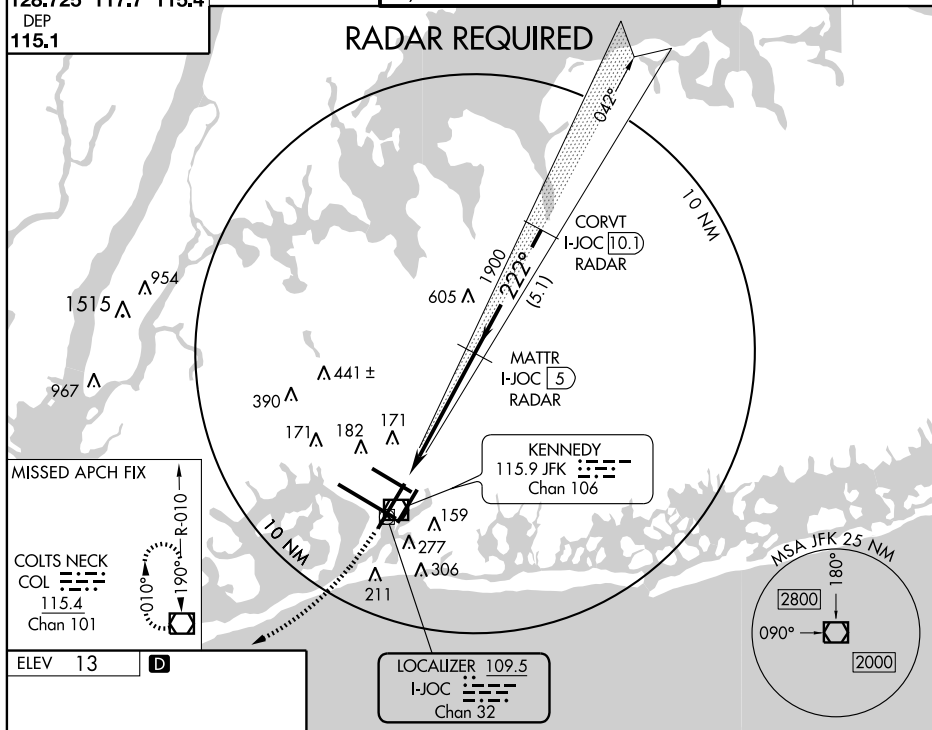 128.725 117.7 115.4
DEP
115.1
RADAR REQUIRED
042°
10 NM
CORVT
I-JOC 10.1
RADAR
1900
222°
(5.1)
605
954
1515
967
MATTR
I-JOC 5
RADAR
441 ±
390
171
182
171
KENNEDY
115.9 JFK
Chan 106
159
277
306
211
10 NM
MISSED APCH FIX
R-010
190°
010°
COLTS NECK
COL
115.4
Chan 101
MSA JFK 25 NM
180°
2800
090°
2000
ELEV 13
D
LOCALIZER 109.5
I-JOC
Chan 32